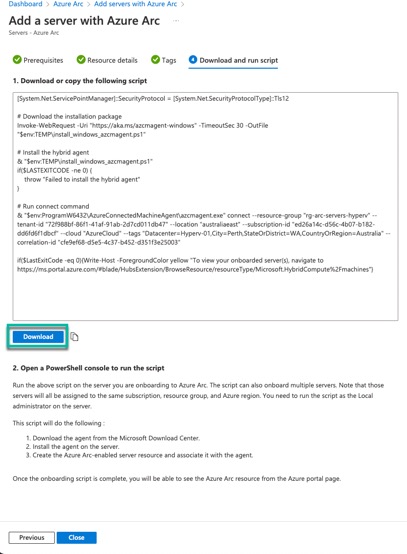 Dashboard > Azure Arc > Add servers with Azure Arc >
Add a server with Azure Arc ...
Servers - Azure Arc
Prerequisites
Resource details
Tags
4 Download and run script
1. Download or copy the following script
[System.Net.ServicePointManager]::SecurityProtocol = [System.Net.SecurityProtocolType]::Tls12
# Download the installation package
Invoke-WebRequest -Uri "https://aka.ms/azcmagent-windows" -TimeoutSec 30 -OutFile
"$env:TEMP\install_windows_azcmagent.ps1"
# Install the hybrid agent
& "$env:TEMP\install_windows_azcmagent.ps1"
if($LASTEXITCODE -ne 0) {
throw "Failed to install the hybrid agent"
}
# Run connect command
& "$env:ProgramW6432\AzureConnectedMachineAgent\azcmagent.exe" connect --resource-group "rg-arc-servers-hyperv" --
tenant-id "72f988bf-86f1-41af-91ab-2d7cd011db47" --location "australiaeast" --subscription-id "ed26a14c-d56c-4b07-b182-
dd6fd6f1dbcf" --cloud "AzureCloud" --tags "Datacenter=Hyperv-01,City=Perth,StateOrDistrict=WA,CountryOrRegion=Australia" --
correlation-id "cfe9ef68-d5e5-4c37-b452-d351f3e25003"
if($LastExitCode -eq 0){Write-Host -ForegroundColor yellow "To view your onboarded server(s), navigate to
https://ms.portal.azure.com/#blade/HubsExtension/BrowseResource/resourceType/Microsoft.HybridCompute%2Fmachines"}
Download
2. Open a PowerShell console to run the script
Run the above script on the server you are onboarding to Azure Arc. The script can also onboard multiple servers. Note that those
servers will all be assigned to the same subscription, resource group, and Azure region. You need to run the script as the Local
administrator on the server.
This script will do the following :
1. Download the agent from the Microsoft Download Center.
2. Install the agent on the server.
3. Create the Azure Arc-enabled server resource and associate it with the agent.
Once the onboarding script is complete, you will be able to see the Azure Arc resource from the Azure portal page.
Previous
Close